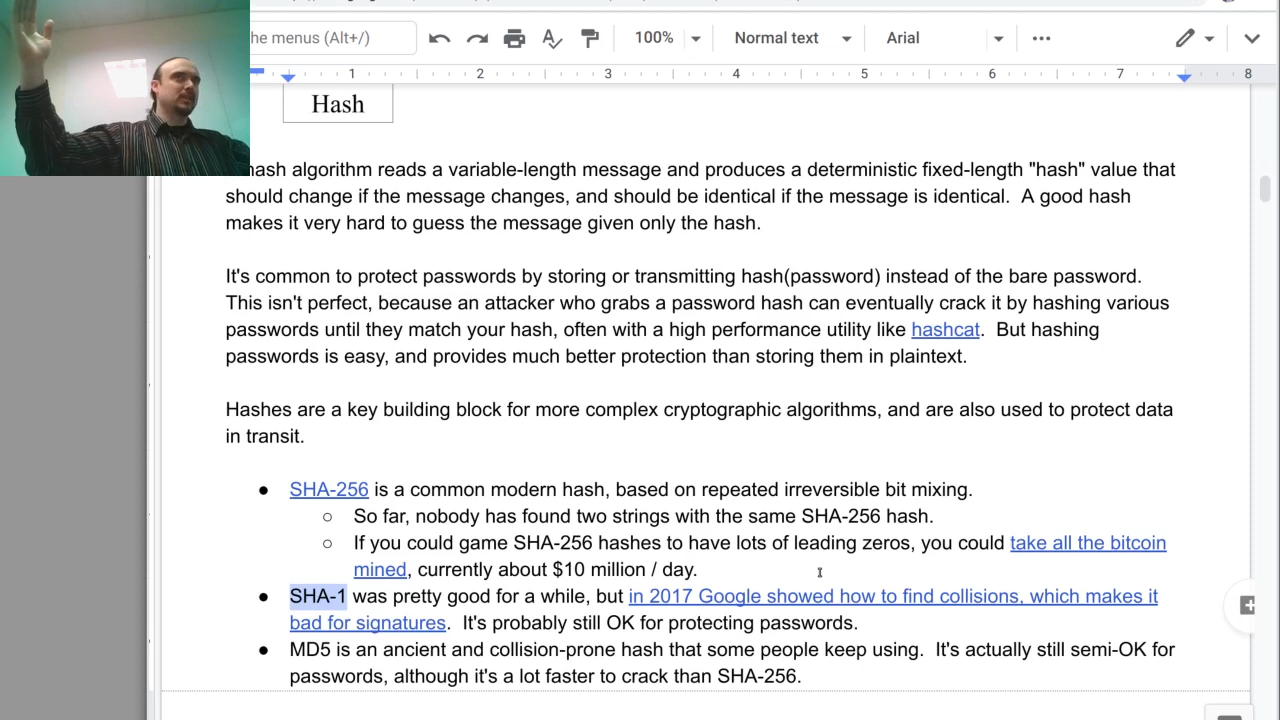 he menus (Alt+/)
100%
Normal text
Arial
1 2 3 4 5 6 7 8
Hash
hash algorithm reads a variable-length message and produces a deterministic fixed-length "hash" value that
should change if the message changes, and should be identical if the message is identical.  A good hash
makes it very hard to guess the message given only the hash.
It's common to protect passwords by storing or transmitting hash(password) instead of the bare password.
This isn't perfect, because an attacker who grabs a password hash can eventually crack it by hashing various
passwords until they match your hash, often with a high performance utility like hashcat.  But hashing
passwords is easy, and provides much better protection than storing them in plaintext.
Hashes are a key building block for more complex cryptographic algorithms, and are also used to protect data
in transit.
● SHA-256 is a common modern hash, based on repeated irreversible bit mixing.
○ So far, nobody has found two strings with the same SHA-256 hash.
○ If you could game SHA-256 hashes to have lots of leading zeros, you could take all the bitcoin
mined, currently about $10 million / day.
● SHA-1 was pretty good for a while, but in 2017 Google showed how to find collisions, which makes it
bad for signatures.  It's probably still OK for protecting passwords.
● MD5 is an ancient and collision-prone hash that some people keep using.  It's actually still semi-OK for
passwords, although it's a lot faster to crack than SHA-256.